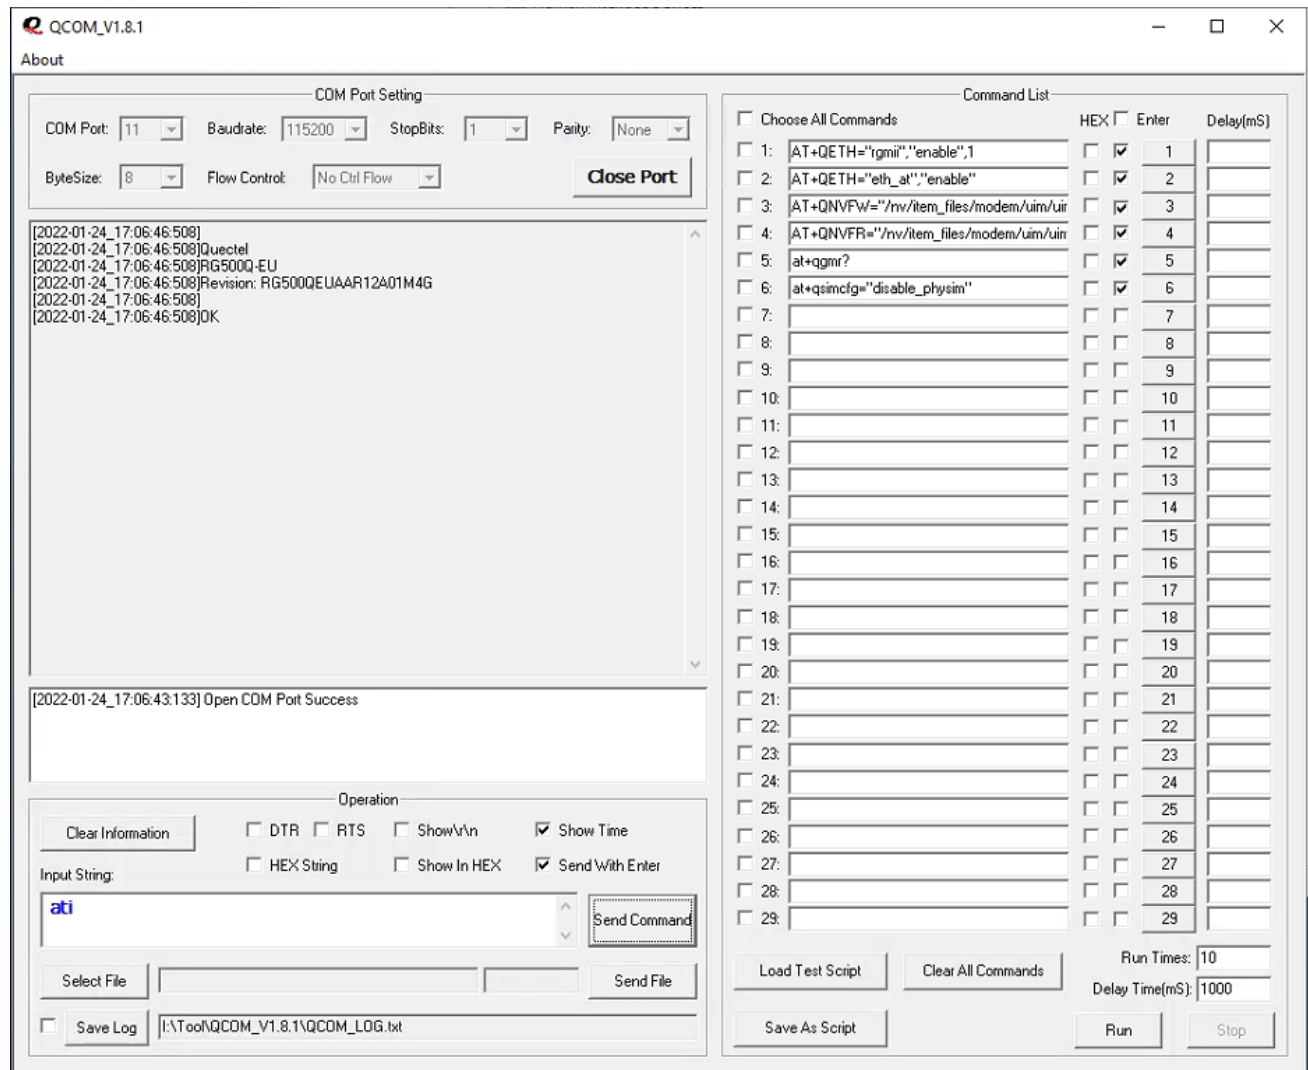 QCOM_V1.8.1
About
COM Port Setting
COM Port: 11 Baudrate: 115200 StopBits: 1 Parity: None
ByteSize: 8 Flow Control: No Ctrl Flow Close Port
[2022-01-24_17:06:46:508]
[2022-01-24_17:06:46:508]Quectel
[2022-01-24_17:06:46:508]RG500Q-EU
[2022-01-24_17:06:46:508]Revision: RG500QEUAAR12A01M4G
[2022-01-24_17:06:46:508]
[2022-01-24_17:06:46:508]OK
[2022-01-24_17:06:43:133] Open COM Port Success
Operation
Clear Information DTR RTS Show\r\n Show Time
HEX String Show In HEX Send With Enter
Input String:
ati
Send Command
Select File Send File
Save Log I:\Tool\QCOM_V1.8.1\QCOM_LOG.txt
Command List
Choose All Commands HEX Enter Delay(mS)
1: AT+QETH="rgmii","enable",1 1
2: AT+QETH="eth_at","enable" 2
3: AT+QNVFW="/nv/item_files/modem/uim/uir 3
4: AT+QNVFR="/nv/item_files/modem/uim/uim 4
5: at+qgmr? 5
6: at+qsimcfg="disable_physim" 6
7: 7
8: 8
9: 9
10: 10
11: 11
12: 12
13: 13
14: 14
15: 15
16: 16
17: 17
18: 18
19: 19
20: 20
21: 21
22: 22
23: 23
24: 24
25: 25
26: 26
27: 27
28: 28
29: 29
Load Test Script Clear All Commands Run Times: 10
Delay Time(mS): 1000
Save As Script Run Stop